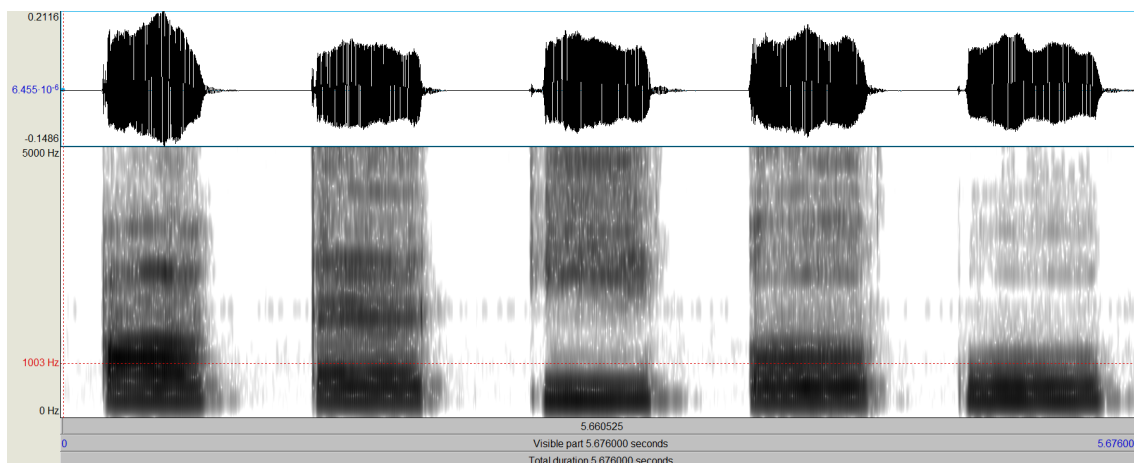 0.2116
6.455·10⁻⁶
-0.1486
5000 Hz
1003 Hz
0 Hz
5.660525
0 Visible part 5.676000 seconds 5.67600
Total duration 5.676000 seconds